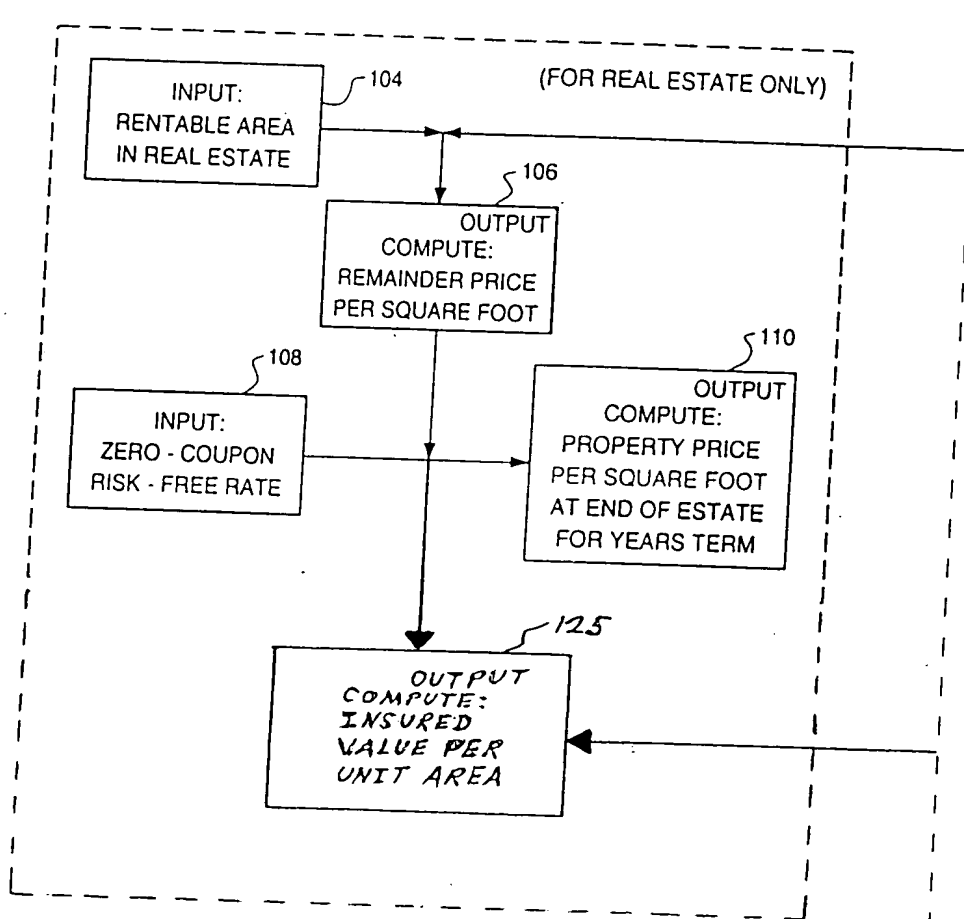 (FOR REAL ESTATE ONLY)
104
INPUT:
RENTABLE AREA
IN REAL ESTATE
106
OUTPUT
COMPUTE:
REMAINDER PRICE
PER SQUARE FOOT
108
INPUT:
ZERO - COUPON
RISK - FREE RATE
110
OUTPUT
COMPUTE:
PROPERTY PRICE
PER SQUARE FOOT
AT END OF ESTATE
FOR YEARS TERM
125
OUTPUT
COMPUTE:
INSURED
VALUE PER
UNIT AREA